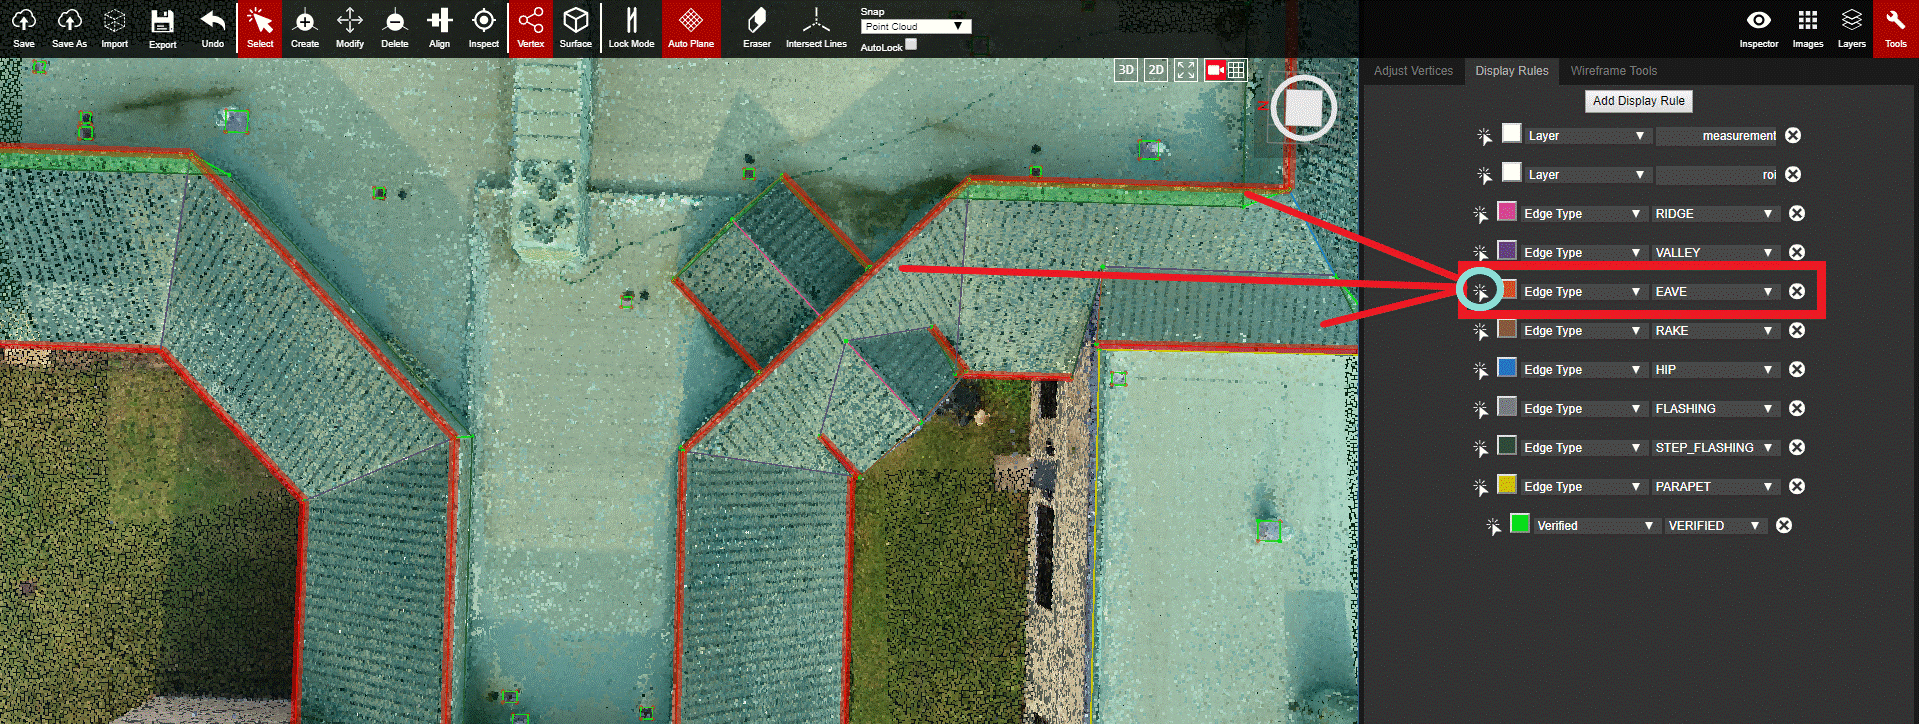 Save Save As Import Export Undo Select Create Modify Delete Align Inspect Vertex Surface Lock Mode Auto Plane Eraser Intersect Lines
Snap
Point Cloud
AutoLock
Inspector Images Layers Tools
3D 2D
Adjust Vertices Display Rules Wireframe Tools
Add Display Rule
Layer measurement
Layer roi
Edge Type RIDGE
Edge Type VALLEY
Edge Type EAVE
Edge Type RAKE
Edge Type HIP
Edge Type FLASHING
Edge Type STEP_FLASHING
Edge Type PARAPET
Verified VERIFIED